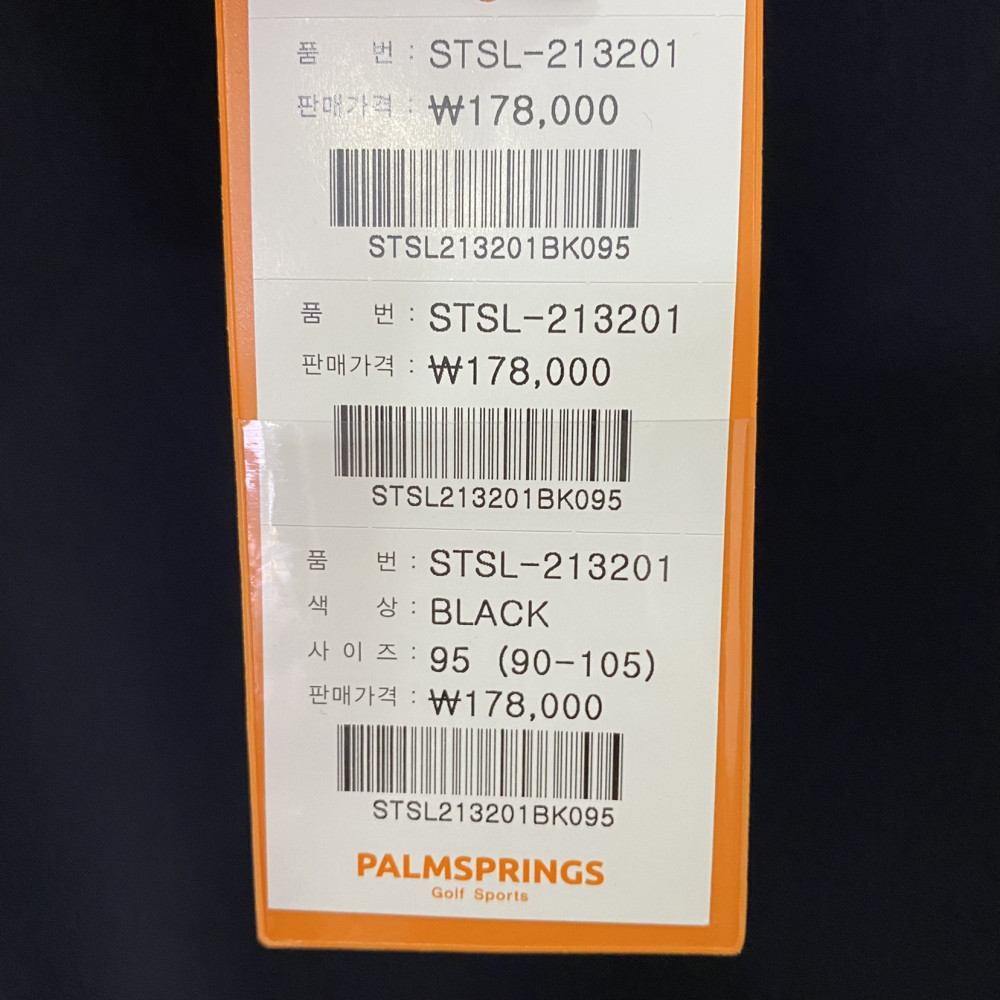 품 번 : STSL-213201
판매가격 : ₩178,000
STSL213201BK095
품 번 : STSL-213201
판매가격 : ₩178,000
STSL213201BK095
품 번 : STSL-213201
색 상 : BLACK
사 이 즈 : 95 (90-105)
판매가격 : ₩178,000
STSL213201BK095
PALMSPRINGS
Golf Sports